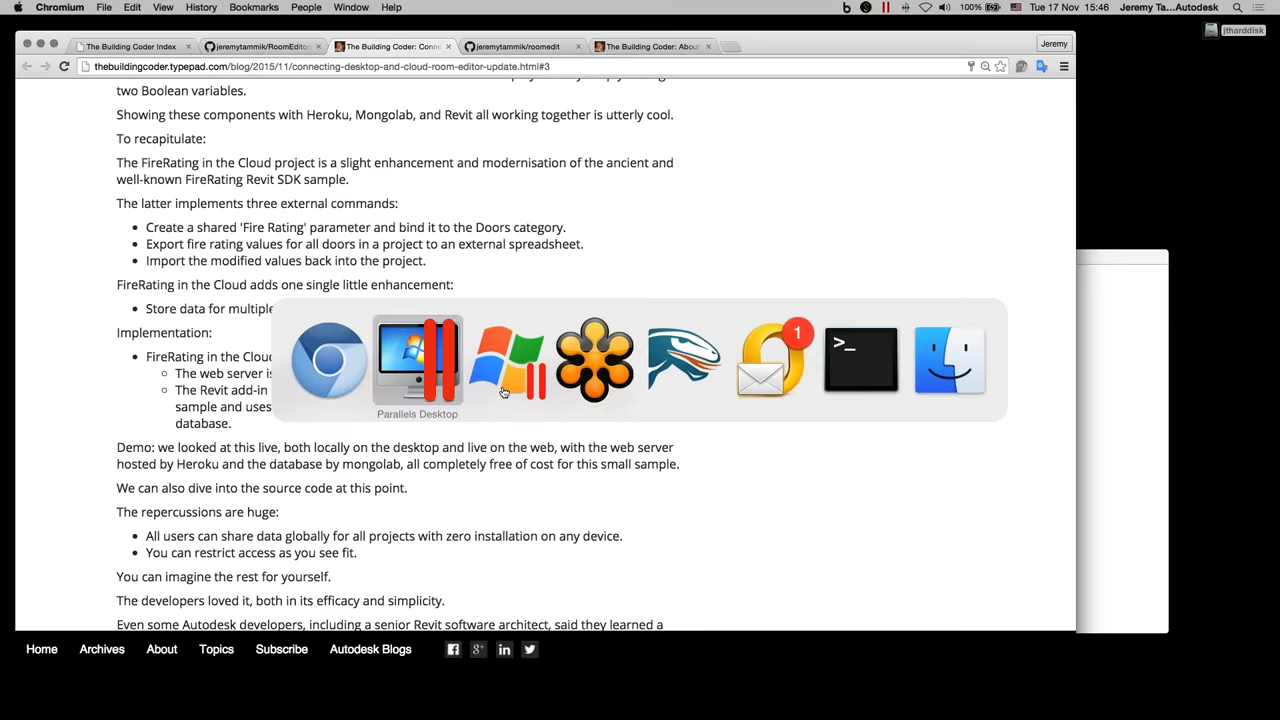 Chromium File Edit View History Bookmarks People Window Help 100% Tue 17 Nov 15:46 Jeremy Ta...Autodesk
jtharddisk
The Building Coder Index jeremytammik/RoomEditor The Building Coder: Conne jeremytammik/roomedit The Building Coder: Abou Jeremy
thebuildingcoder.typepad.com/blog/2015/11/connecting-desktop-and-cloud-room-editor-update.html#3
two Boolean variables.
Showing these components with Heroku, Mongolab, and Revit all working together is utterly cool.
To recapitulate:
The FireRating in the Cloud project is a slight enhancement and modernisation of the ancient and
well-known FireRating Revit SDK sample.
The latter implements three external commands:
• Create a shared 'Fire Rating' parameter and bind it to the Doors category.
• Export fire rating values for all doors in a project to an external spreadsheet.
• Import the modified values back into the project.
FireRating in the Cloud adds one single little enhancement:
• Store data for multiple
Implementation:
• FireRating in the Cloud
The web server is
The Revit add-in
sample and uses
database.
1
>_
Parallels Desktop
Demo: we looked at this live, both locally on the desktop and live on the web, with the web server
hosted by Heroku and the database by mongolab, all completely free of cost for this small sample.
We can also dive into the source code at this point.
The repercussions are huge:
• All users can share data globally for all projects with zero installation on any device.
• You can restrict access as you see fit.
You can imagine the rest for yourself.
The developers loved it, both in its efficacy and simplicity.
Even some Autodesk developers, including a senior Revit software architect, said they learned a
Home Archives About Topics Subscribe Autodesk Blogs